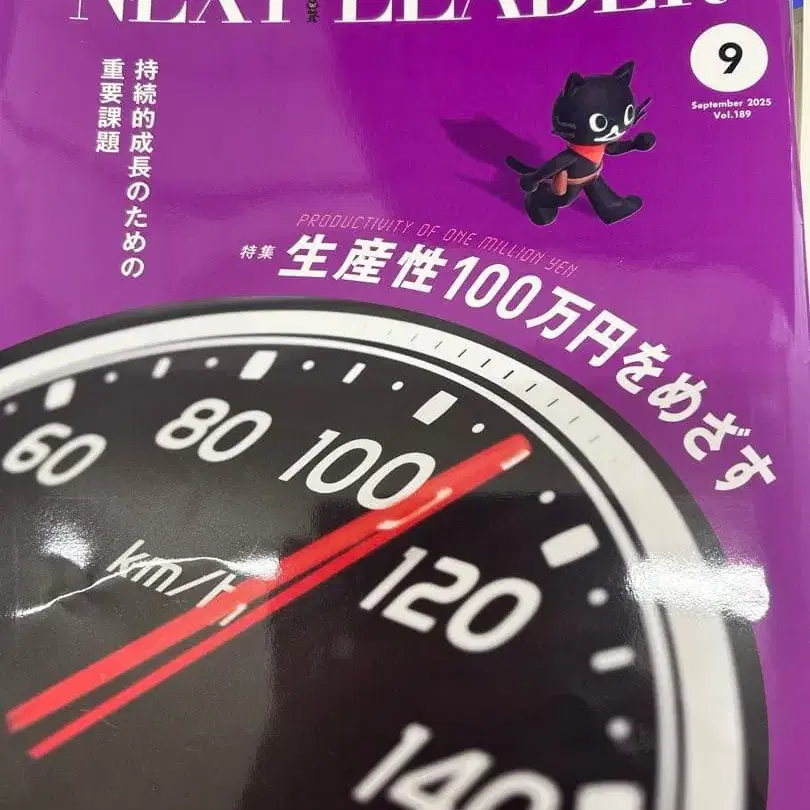 NEXT LEADER
9
September 2025
Vol.189
持続的成長のための
重要課題
PRODUCTIVITY OF ONE MILLION YEN
特集 生産性100万円をめざす
60
80
100
120
140
km/h